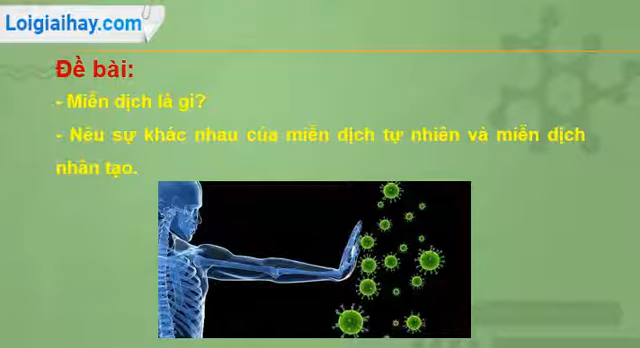 Loigiaihay.com
Đề bài:
- Miễn dịch là gì?
- Nêu sự khác nhau của miễn dịch tự nhiên và miễn dịch
nhân tạo.